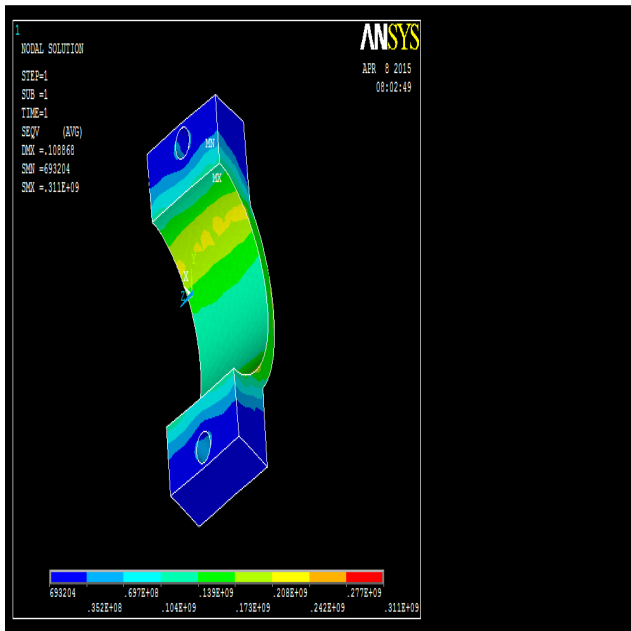 1
ANSYS
NODAL SOLUTION
APR 8 2015
08:02:49
STEP=1
SUB =1
TIME=1
SEQV (AVG)
DMX =.108868
SMN =693204
SMX =.311E+09
MN
MX
Y
X
Z
693204 .697E+08 .139E+09 .208E+09 .277E+09
.352E+08 .104E+09 .173E+09 .242E+09 .311E+09